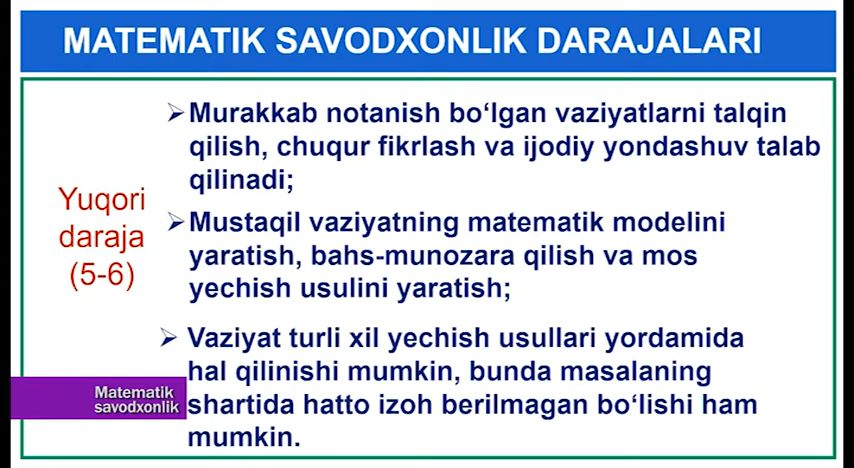 MATEMATIK SAVODXONLIK DARAJALARI
Yuqori
daraja
(5-6)
➢Murakkab notanish bo‘lgan vaziyatlarni talqin
qilish, chuqur fikrlash va ijodiy yondashuv talab
qilinadi;
➢Mustaqil vaziyatning matematik modelini
yaratish, bahs-munozara qilish va mos
yechish usulini yaratish;
➢ Vaziyat turli xil yechish usullari yordamida
hal qilinishi mumkin, bunda masalaning
shartida hatto izoh berilmagan bo‘lishi ham
mumkin.
Matematik
savodxonlik